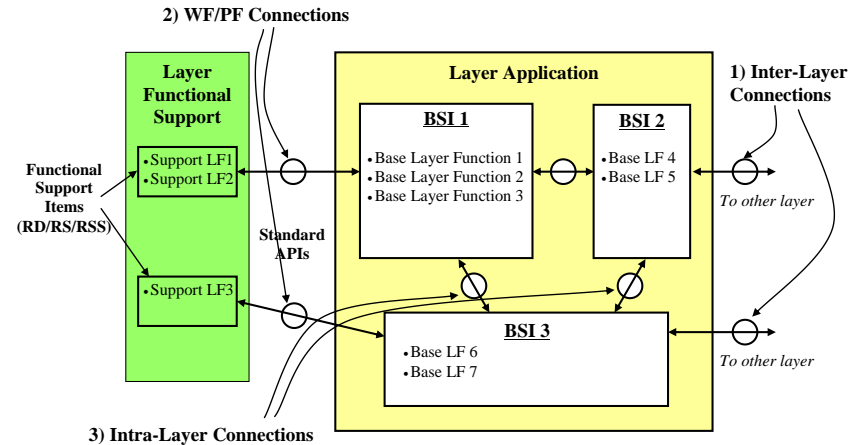 2) WF/PF Connections
Layer
Functional
Support
Layer Application
1) Inter-Layer
Connections
BSI 1
• Base Layer Function 1
• Base Layer Function 2
• Base Layer Function 3
BSI 2
• Base LF 4
• Base LF 5
• Support LF1
• Support LF2
Functional
Support
Items
(RD/RS/RSS)
To other layer
Standard
APIs
• Support LF3
BSI 3
• Base LF 6
• Base LF 7
To other layer
3) Intra-Layer Connections